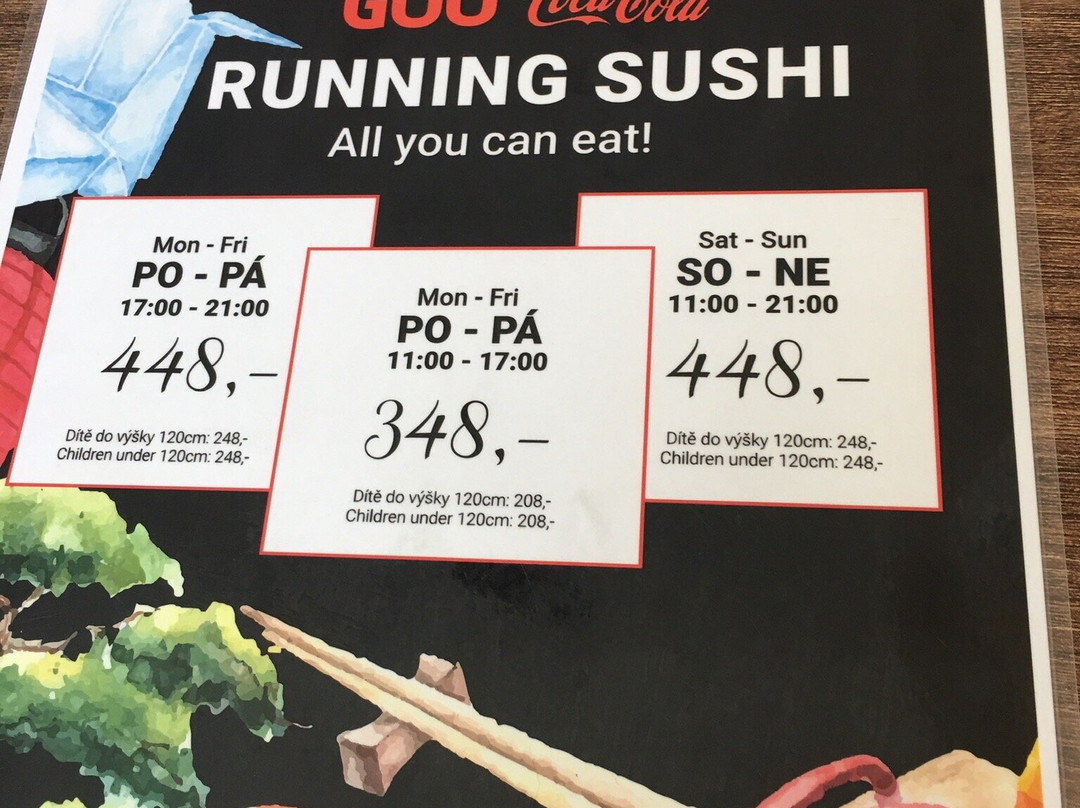 GOO Coca-Cola
RUNNING SUSHI
All you can eat!
Mon - Fri
PO - PÁ
17:00 - 21:00
448,–
Dítě do výšky 120cm: 248,-
Children under 120cm: 248,-
Mon - Fri
PO - PÁ
11:00 - 17:00
348,–
Dítě do výšky 120cm: 208,-
Children under 120cm: 208,-
Sat - Sun
SO - NE
11:00 - 21:00
448,–
Dítě do výšky 120cm: 248,-
Children under 120cm: 248,-